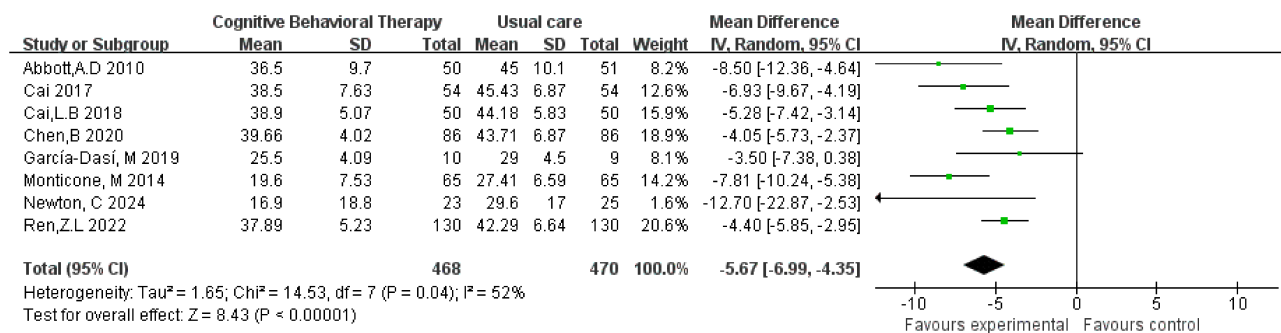 Cognitive Behavioral Therapy Usual care Mean Difference Mean Difference
Study or Subgroup Mean SD Total Mean SD Total Weight IV, Random, 95% CI IV, Random, 95% CI
Abbott,A.D 2010 36.5 9.7 50 45 10.1 51 8.2% -8.50 [-12.36, -4.64]
Cai 2017 38.5 7.63 54 45.43 6.87 54 12.6% -6.93 [-9.67, -4.19]
Cai,L.B 2018 38.9 5.07 50 44.18 5.83 50 15.9% -5.28 [-7.42, -3.14]
Chen,B 2020 39.66 4.02 86 43.71 6.87 86 18.9% -4.05 [-5.73, -2.37]
García-Dasí, M 2019 25.5 4.09 10 29 4.5 9 8.1% -3.50 [-7.38, 0.38]
Monticone, M 2014 19.6 7.53 65 27.41 6.59 65 14.2% -7.81 [-10.24, -5.38]
Newton, C 2024 16.9 18.8 23 29.6 17 25 1.6% -12.70 [-22.87, -2.53]
Ren,Z.L 2022 37.89 5.23 130 42.29 6.64 130 20.6% -4.40 [-5.85, -2.95]
Total (95% CI) 468 470 100.0% -5.67 [-6.99, -4.35]
Heterogeneity: Tau² = 1.65; Chi² = 14.53, df = 7 (P = 0.04); I² = 52%
Test for overall effect: Z = 8.43 (P < 0.00001)
-10 -5 0 5 10
Favours experimental Favours control